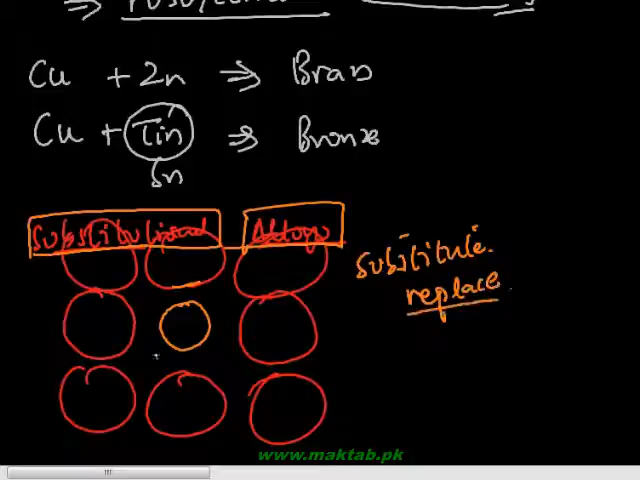 ⇒
Cu + Zn ⇒ Brass
Cu + Tin ⇒ Bronze
Sn
Substitutional Alloys
substitute.
replace
www.maktab.pk